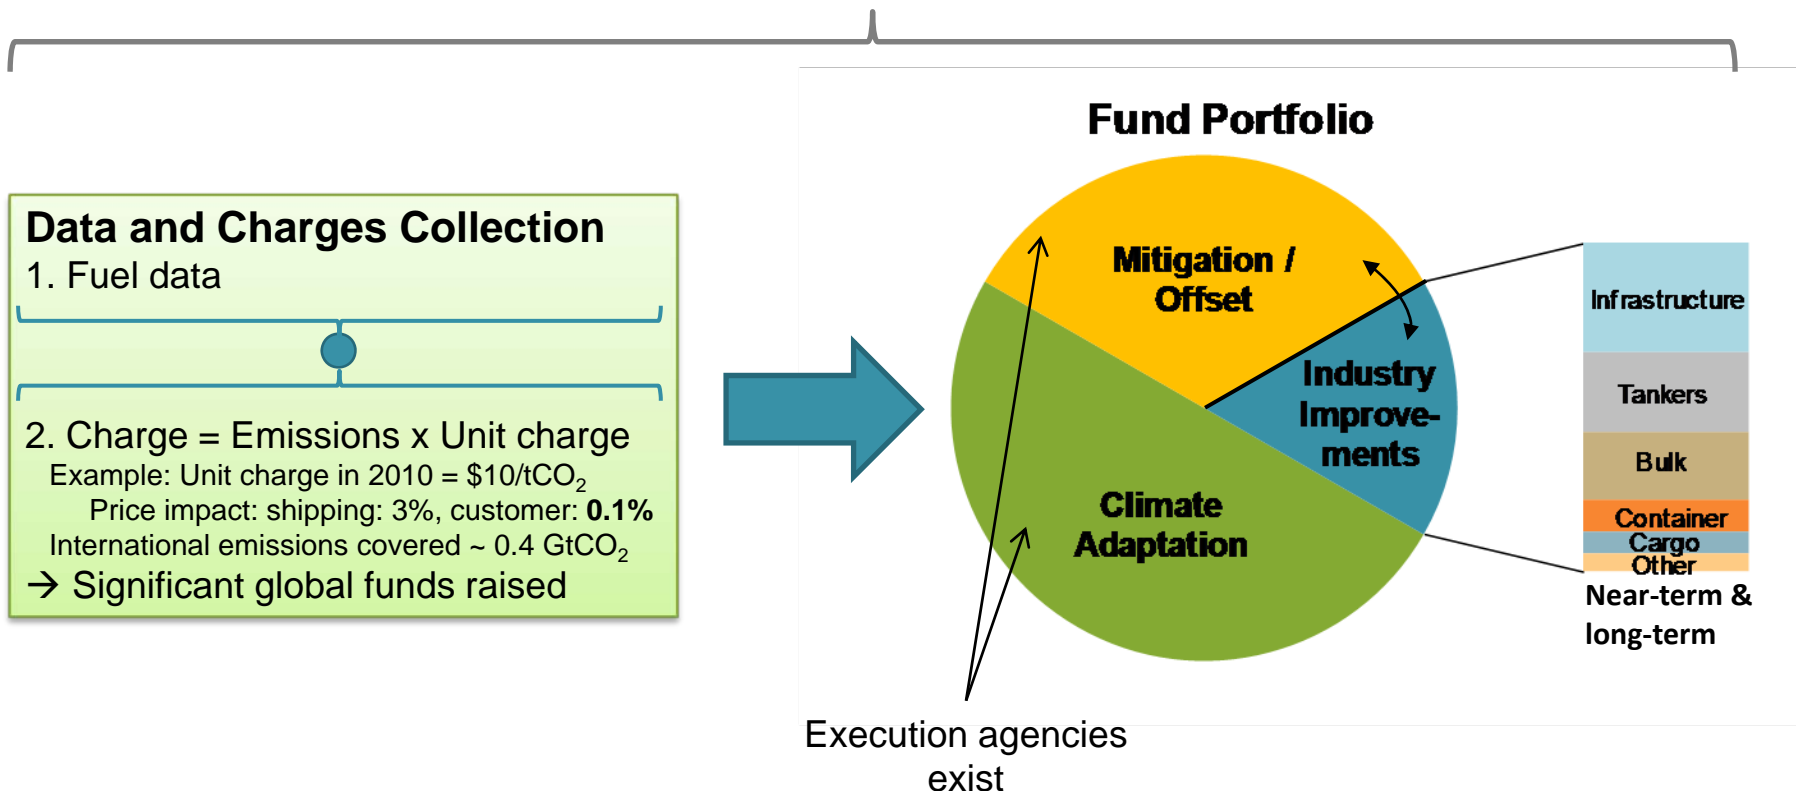 Data and Charges Collection
1. Fuel data
2. Charge = Emissions x Unit charge
Example: Unit charge in 2010 = $10/tCO₂
Price impact: shipping: 3%, customer: 0.1%
International emissions covered ~ 0.4 GtCO₂
→ Significant global funds raised
Fund Portfolio
Mitigation /
Offset
Industry
Improve-
ments
Climate
Adaptation
Infrastructure
Tankers
Bulk
Container
Cargo
Other
Near-term &
long-term
Execution agencies
exist